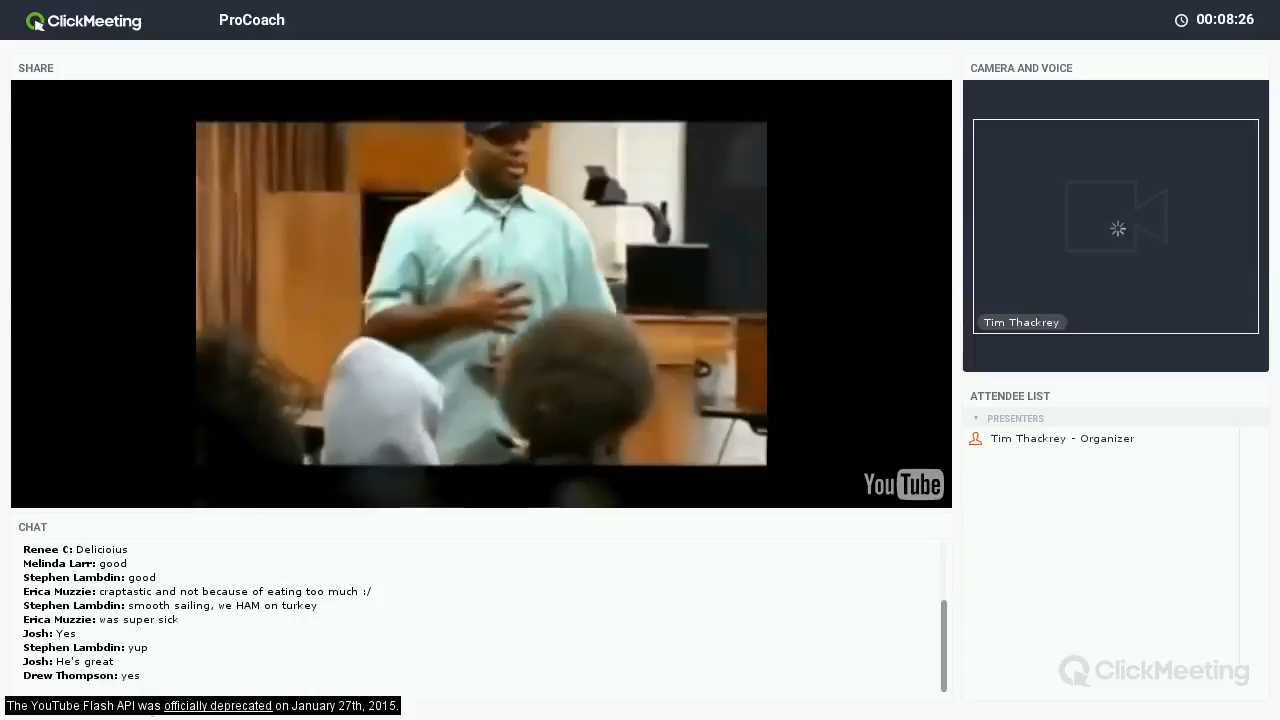 ClickMeeting
ProCoach
00:08:26
SHARE
CAMERA AND VOICE
YouTube
Tim Thackrey
ATTENDEE LIST
PRESENTERS
Tim Thackrey - Organizer
CHAT
Renee C: Delicioius
Melinda Larr: good
Stephen Lambdin: good
Erica Muzzie: craptastic and not because of eating too much :/
Stephen Lambdin: smooth sailing, we HAM on turkey
Erica Muzzie: was super sick
Josh: Yes
Stephen Lambdin: yup
Josh: He's great
Drew Thompson: yes
ClickMeeting
The YouTube Flash API was officially deprecated on January 27th, 2015.